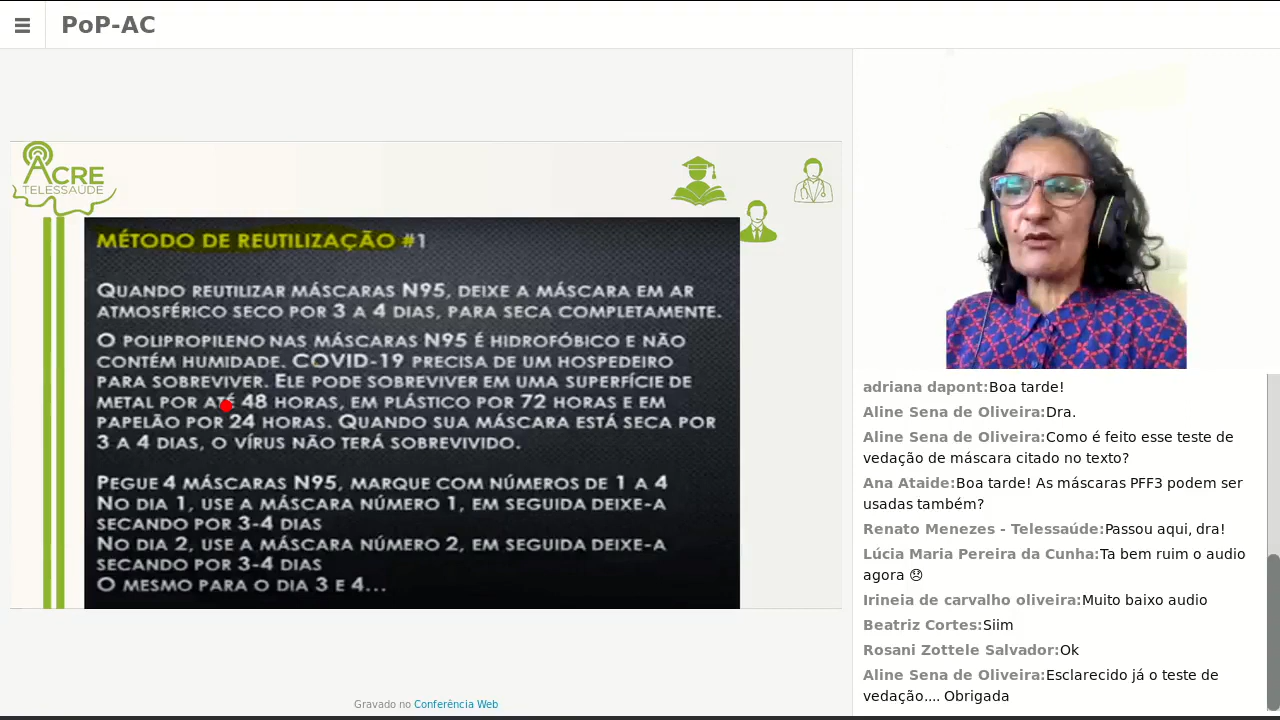 PoP-AC
ACRE
TELESSAÚDE
MÉTODO DE REUTILIZAÇÃO #1
QUANDO REUTILIZAR MÁSCARAS N95, DEIXE A MÁSCARA EM AR
ATMOSFÉRICO SECO POR 3 A 4 DIAS, PARA SECA COMPLETAMENTE.
O POLIPROPILENO NAS MÁSCARAS N95 É HIDROFÓBICO E NÃO
CONTÉM HUMIDADE. COVID-19 PRECISA DE UM HOSPEDEIRO
PARA SOBREVIVER. ELE PODE SOBREVIVER EM UMA SUPERFÍCIE DE
METAL POR ATÉ 48 HORAS, EM PLÁSTICO POR 72 HORAS E EM
PAPELÃO POR 24 HORAS. QUANDO SUA MÁSCARA ESTÁ SECA POR
3 A 4 DIAS, O VÍRUS NÃO TERÁ SOBREVIVIDO.
PEGUE 4 MÁSCARAS N95, MARQUE COM NÚMEROS DE 1 A 4
NO DIA 1, USE A MÁSCARA NÚMERO 1, EM SEGUIDA DEIXE-A
SECANDO POR 3-4 DIAS
NO DIA 2, USE A MÁSCARA NÚMERO 2, EM SEGUIDA DEIXE-A
SECANDO POR 3-4 DIAS
O MESMO PARA O DIA 3 E 4...
Gravado no Conferência Web
adriana dapont:Boa tarde!
Aline Sena de Oliveira:Dra.
Aline Sena de Oliveira:Como é feito esse teste de
vedação de máscara citado no texto?
Ana Ataide:Boa tarde! As máscaras PFF3 podem ser
usadas também?
Renato Menezes - Telessaúde:Passou aqui, dra!
Lúcia Maria Pereira da Cunha:Ta bem ruim o audio
agora 😞
Irineia de carvalho oliveira:Muito baixo audio
Beatriz Cortes:Siim
Rosani Zottele Salvador:Ok
Aline Sena de Oliveira:Esclarecido já o teste de
vedação.... Obrigada